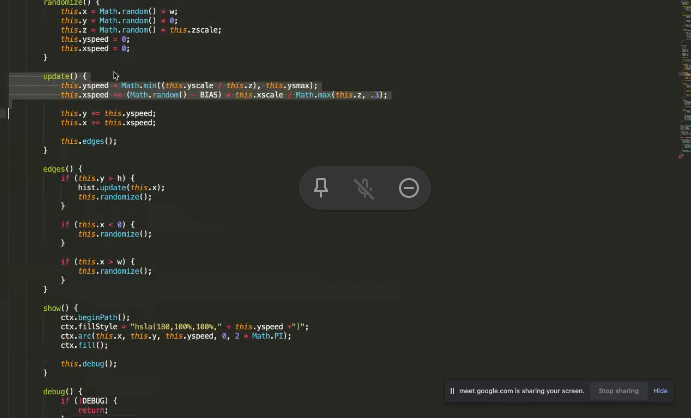 randomize() {
this.x = Math.random() * w;
this.y = Math.random() * 0;
this.z = Math.random() * this.zscale;
this.yspeed = 0;
this.xspeed = 0;
}
update() {
this.yspeed = Math.min((this.yscale / this.z), this.ysmax);
this.xspeed += (Math.random() - BIAS) * this.xscale / Math.max(this.z, .3);
this.y += this.yspeed;
this.x += this.xspeed;
this.edges();
}
edges() {
if (this.y > h) {
hist.update(this.x);
this.randomize();
}
if (this.x < 0) {
this.randomize();
}
if (this.x > w) {
this.randomize();
}
}
show() {
ctx.beginPath();
ctx.fillStyle = "hsla(180,100%,100%," + this.yspeed +")";
ctx.arc(this.x, this.y, this.yspeed, 0, 2 * Math.PI);
ctx.fill();
this.debug();
}
debug() {
if (!DEBUG) {
return;
meet.google.com is sharing your screen. Stop sharing Hide